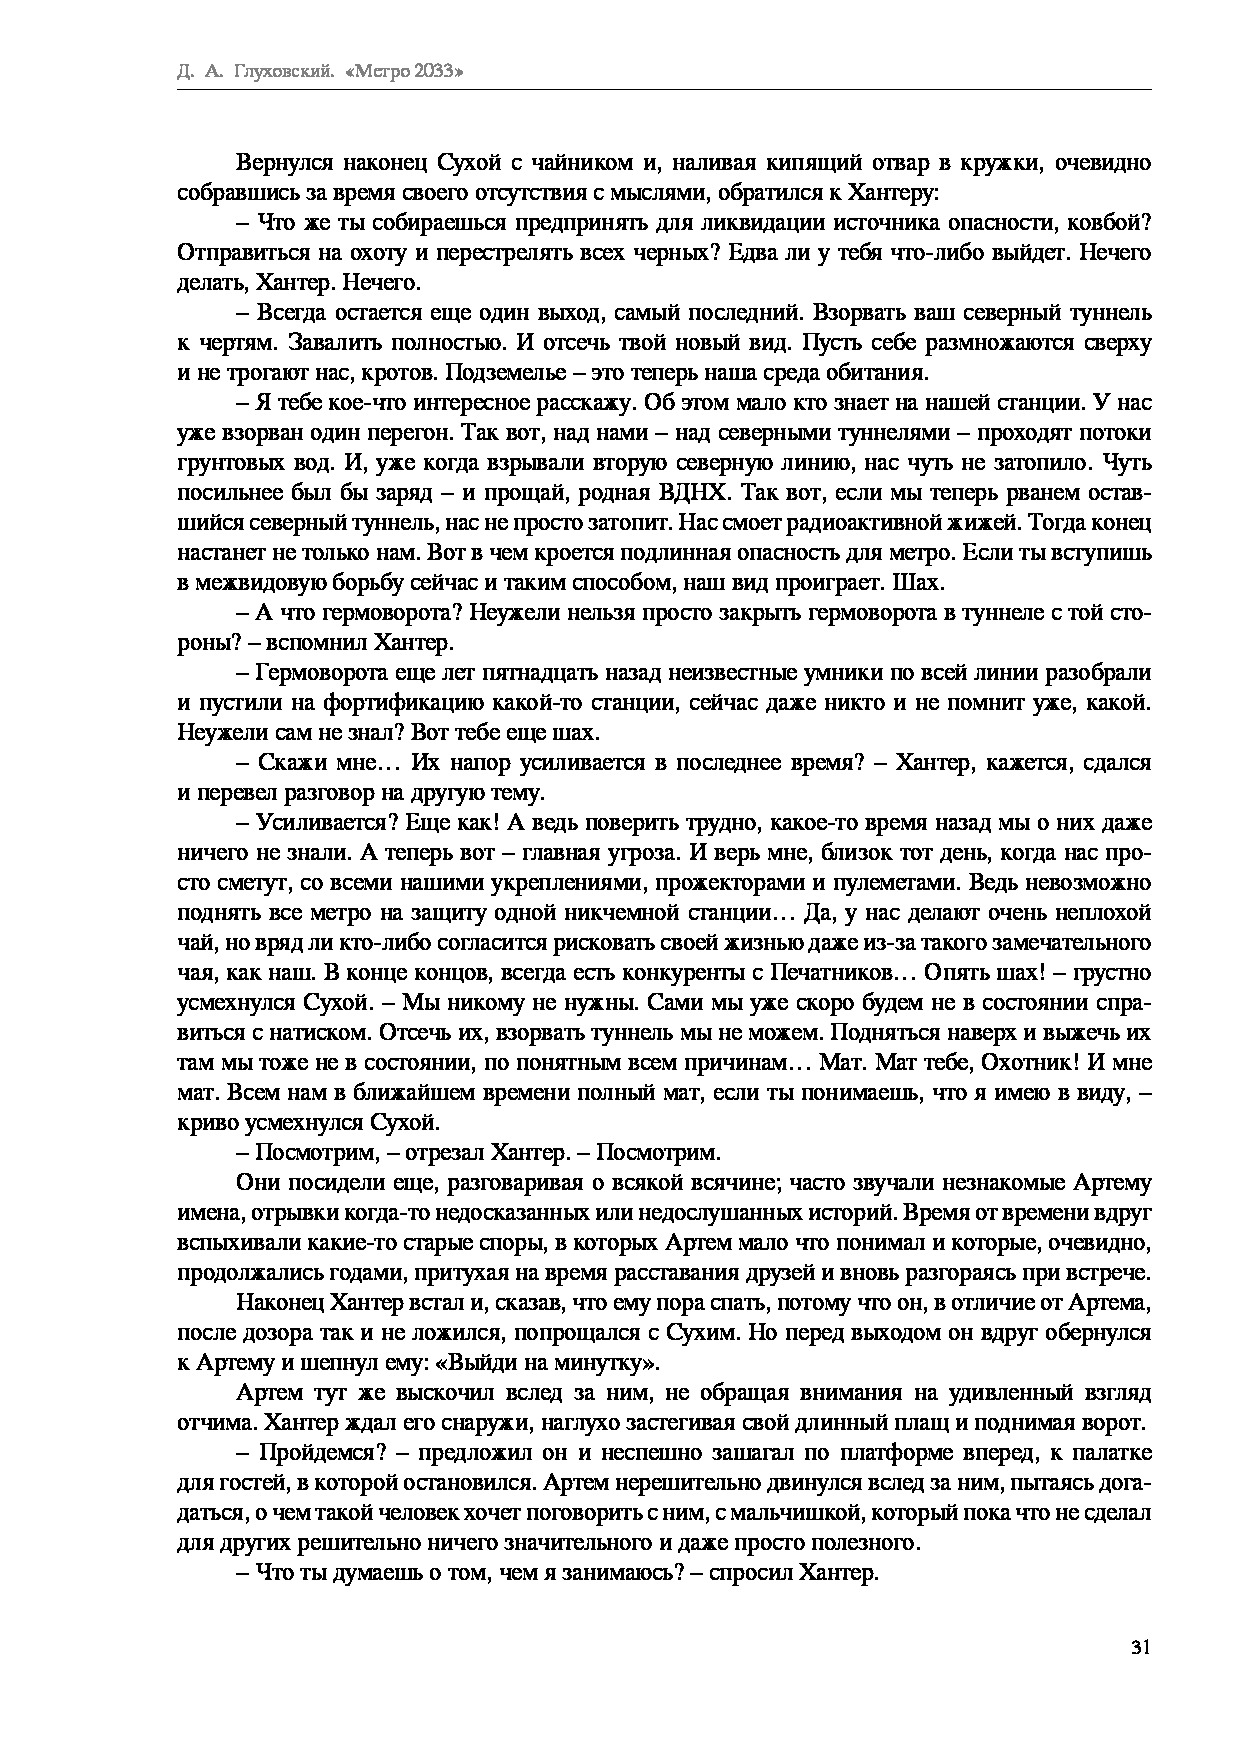 Д. А. Глуховский. «Метро 2033»
Вернулся наконец Сухой с чайником и, наливая кипящий отвар в кружки, очевидно
собравшись за время своего отсутствия с мыслями, обратился к Хантеру:
– Что же ты собираешься предпринять для ликвидации источника опасности, ковбой?
Отправиться на охоту и перестрелять всех черных? Едва ли у тебя что-либо выйдет. Нечего
делать, Хантер. Нечего.
– Всегда остается еще один выход, самый последний. Взорвать ваш северный туннель
к чертям. Завалить полностью. И отсечь твой новый вид. Пусть себе размножаются сверху
и не трогают нас, кротов. Подземелье – это теперь наша среда обитания.
– Я тебе кое-что интересное расскажу. Об этом мало кто знает на нашей станции. У нас
уже взорван один перегон. Так вот, над нами – над северными туннелями – проходят потоки
грунтовых вод. И, уже когда взрывали вторую северную линию, нас чуть не затопило. Чуть
посильнее был бы заряд – и прощай, родная ВДНХ. Так вот, если мы теперь рванем остав-
шийся северный туннель, нас не просто затопит. Нас смоет радиоактивной жижей. Тогда конец
настанет не только нам. Вот в чем кроется подлинная опасность для метро. Если ты вступишь
в межвидовую борьбу сейчас и таким способом, наш вид проиграет. Шах.
– А что гермоворота? Неужели нельзя просто закрыть гермоворота в туннеле с той сто-
роны? – вспомнил Хантер.
– Гермоворота еще лет пятнадцать назад неизвестные умники по всей линии разобрали
и пустили на фортификацию какой-то станции, сейчас даже никто и не помнит уже, какой.
Неужели сам не знал? Вот тебе еще шах.
– Скажи мне… Их напор усиливается в последнее время? – Хантер, кажется, сдался
и перевел разговор на другую тему.
– Усиливается? Еще как! А ведь поверить трудно, какое-то время назад мы о них даже
ничего не знали. А теперь вот – главная угроза. И верь мне, близок тот день, когда нас про-
сто сметут, со всеми нашими укреплениями, прожекторами и пулеметами. Ведь невозможно
поднять все метро на защиту одной никчемной станции… Да, у нас делают очень неплохой
чай, но вряд ли кто-либо согласится рисковать своей жизнью даже из-за такого замечательного
чая, как наш. В конце концов, всегда есть конкуренты с Печатников… Опять шах! – грустно
усмехнулся Сухой. – Мы никому не нужны. Сами мы уже скоро будем не в состоянии спра-
виться с натиском. Отсечь их, взорвать туннель мы не можем. Подняться наверх и выжечь их
там мы тоже не в состоянии, по понятным всем причинам… Мат. Мат тебе, Охотник! И мне
мат. Всем нам в ближайшем времени полный мат, если ты понимаешь, что я имею в виду, –
криво усмехнулся Сухой.
– Посмотрим, – отрезал Хантер. – Посмотрим.
Они посидели еще, разговаривая о всякой всячине; часто звучали незнакомые Артему
имена, отрывки когда-то недосказанных или недослушанных историй. Время от времени вдруг
вспыхивали какие-то старые споры, в которых Артем мало что понимал и которые, очевидно,
продолжались годами, притухая на время расставания друзей и вновь разгораясь при встрече.
Наконец Хантер встал и, сказав, что ему пора спать, потому что он, в отличие от Артема,
после дозора так и не ложился, попрощался с Сухим. Но перед выходом он вдруг обернулся
к Артему и шепнул ему: «Выйди на минутку».
Артем тут же выскочил вслед за ним, не обращая внимания на удивленный взгляд
отчима. Хантер ждал его снаружи, наглухо застегивая свой длинный плащ и поднимая ворот.
– Пройдемся? – предложил он и неспешно зашагал по платформе вперед, к палатке
для гостей, в которой остановился. Артем нерешительно двинулся вслед за ним, пытаясь дога-
даться, о чем такой человек хочет поговорить с ним, с мальчишкой, который пока что не сделал
для других решительно ничего значительного и даже просто полезного.
– Что ты думаешь о том, чем я занимаюсь? – спросил Хантер.
31